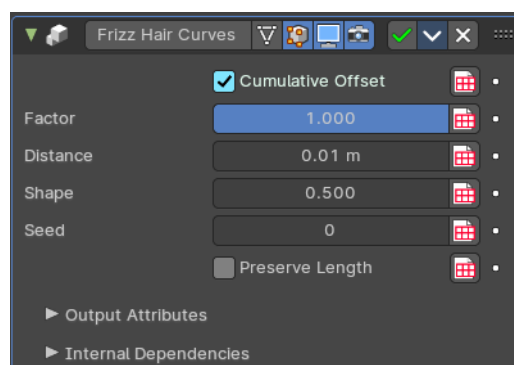 Frizz Hair Curves
Cumulative Offset
Factor 1.000
Distance 0.01 m
Shape 0.500
Seed 0
Preserve Length
Output Attributes
Internal Dependencies